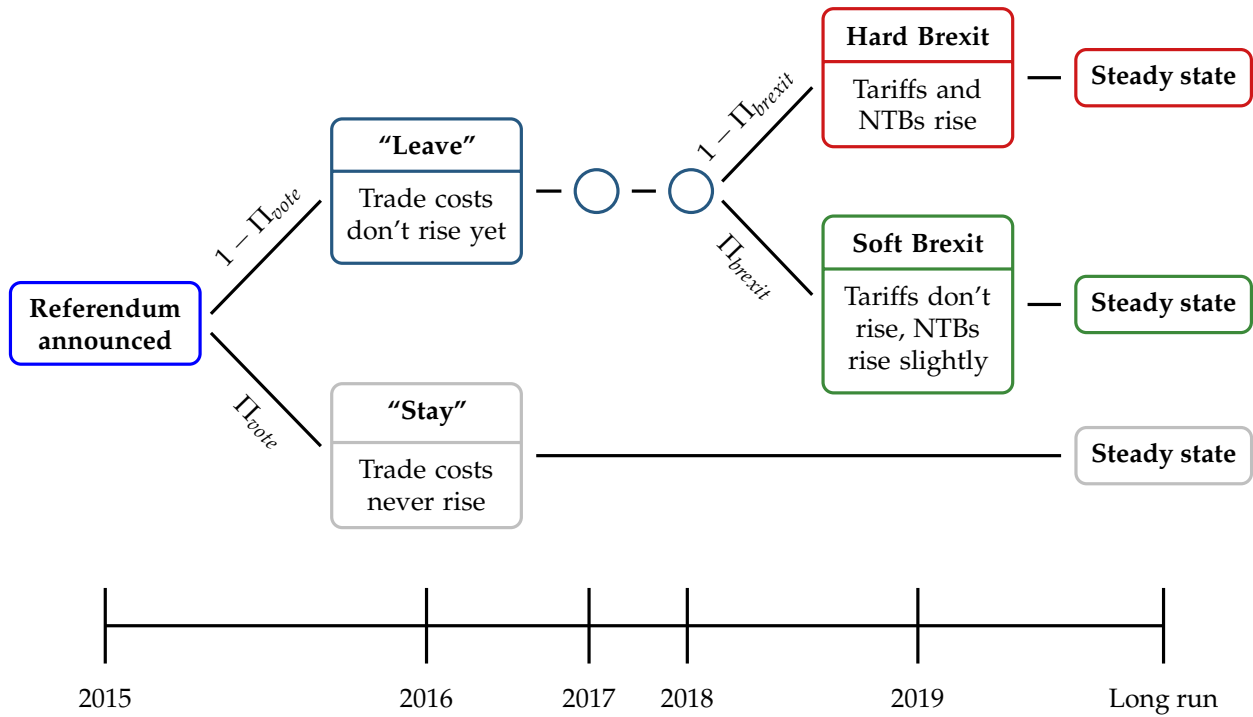 Hard Brexit
Tariffs and
NTBs rise
Steady state
1 − Π_brexit
“Leave”
Trade costs
don’t rise yet
1 − Π_vote
Π_brexit
Soft Brexit
Tariffs don’t
rise, NTBs
rise slightly
Steady state
Referendum
announced
Π_vote
“Stay”
Trade costs
never rise
Steady state
2015
2016
2017
2018
2019
Long run